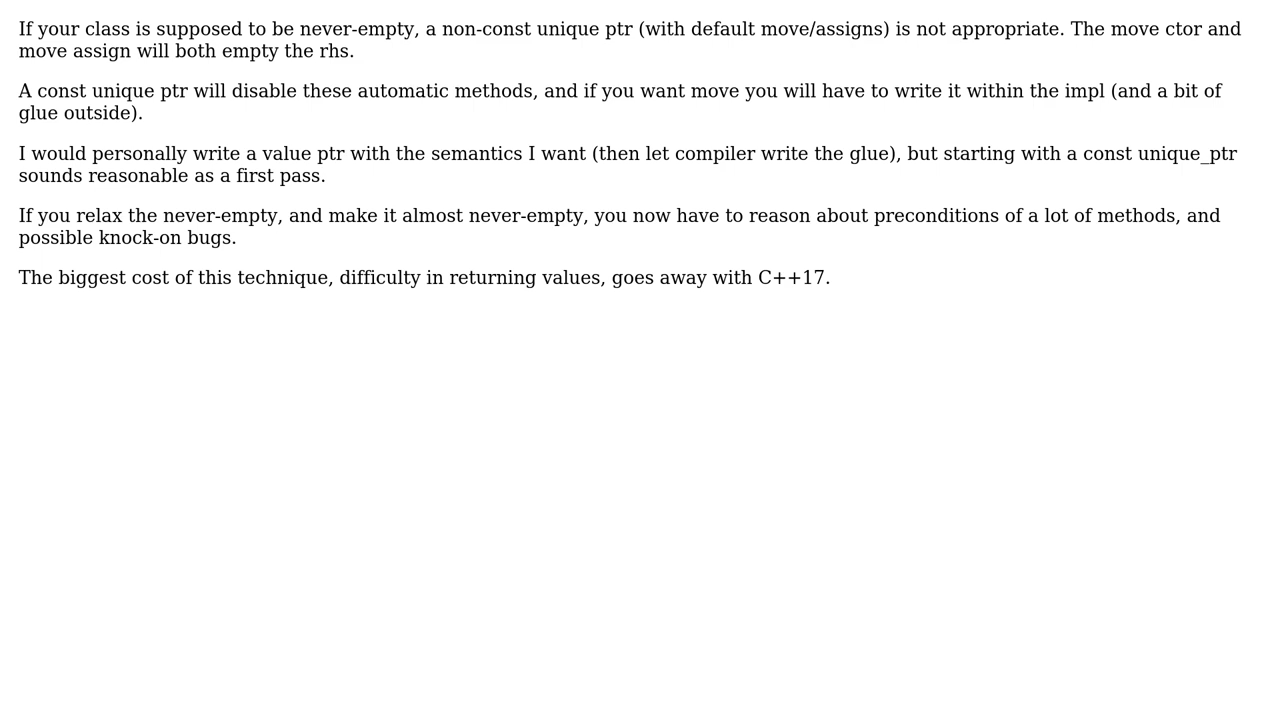 If your class is supposed to be never-empty, a non-const unique ptr (with default move/assigns) is not appropriate. The move ctor and
move assign will both empty the rhs.
A const unique ptr will disable these automatic methods, and if you want move you will have to write it within the impl (and a bit of
glue outside).
I would personally write a value ptr with the semantics I want (then let compiler write the glue), but starting with a const unique_ptr
sounds reasonable as a first pass.
If you relax the never-empty, and make it almost never-empty, you now have to reason about preconditions of a lot of methods, and
possible knock-on bugs.
The biggest cost of this technique, difficulty in returning values, goes away with C++17.